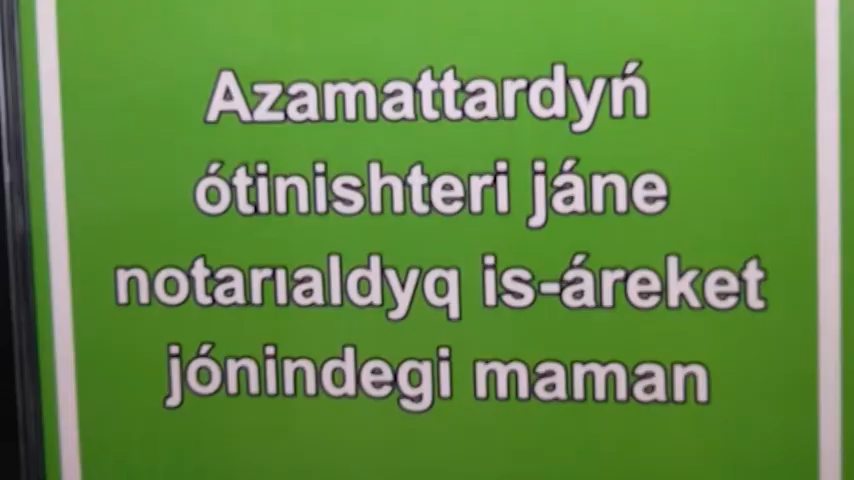 Azamattardyń
ótinishteri jáne
notarıaldyq is-áreket
jónindegi maman